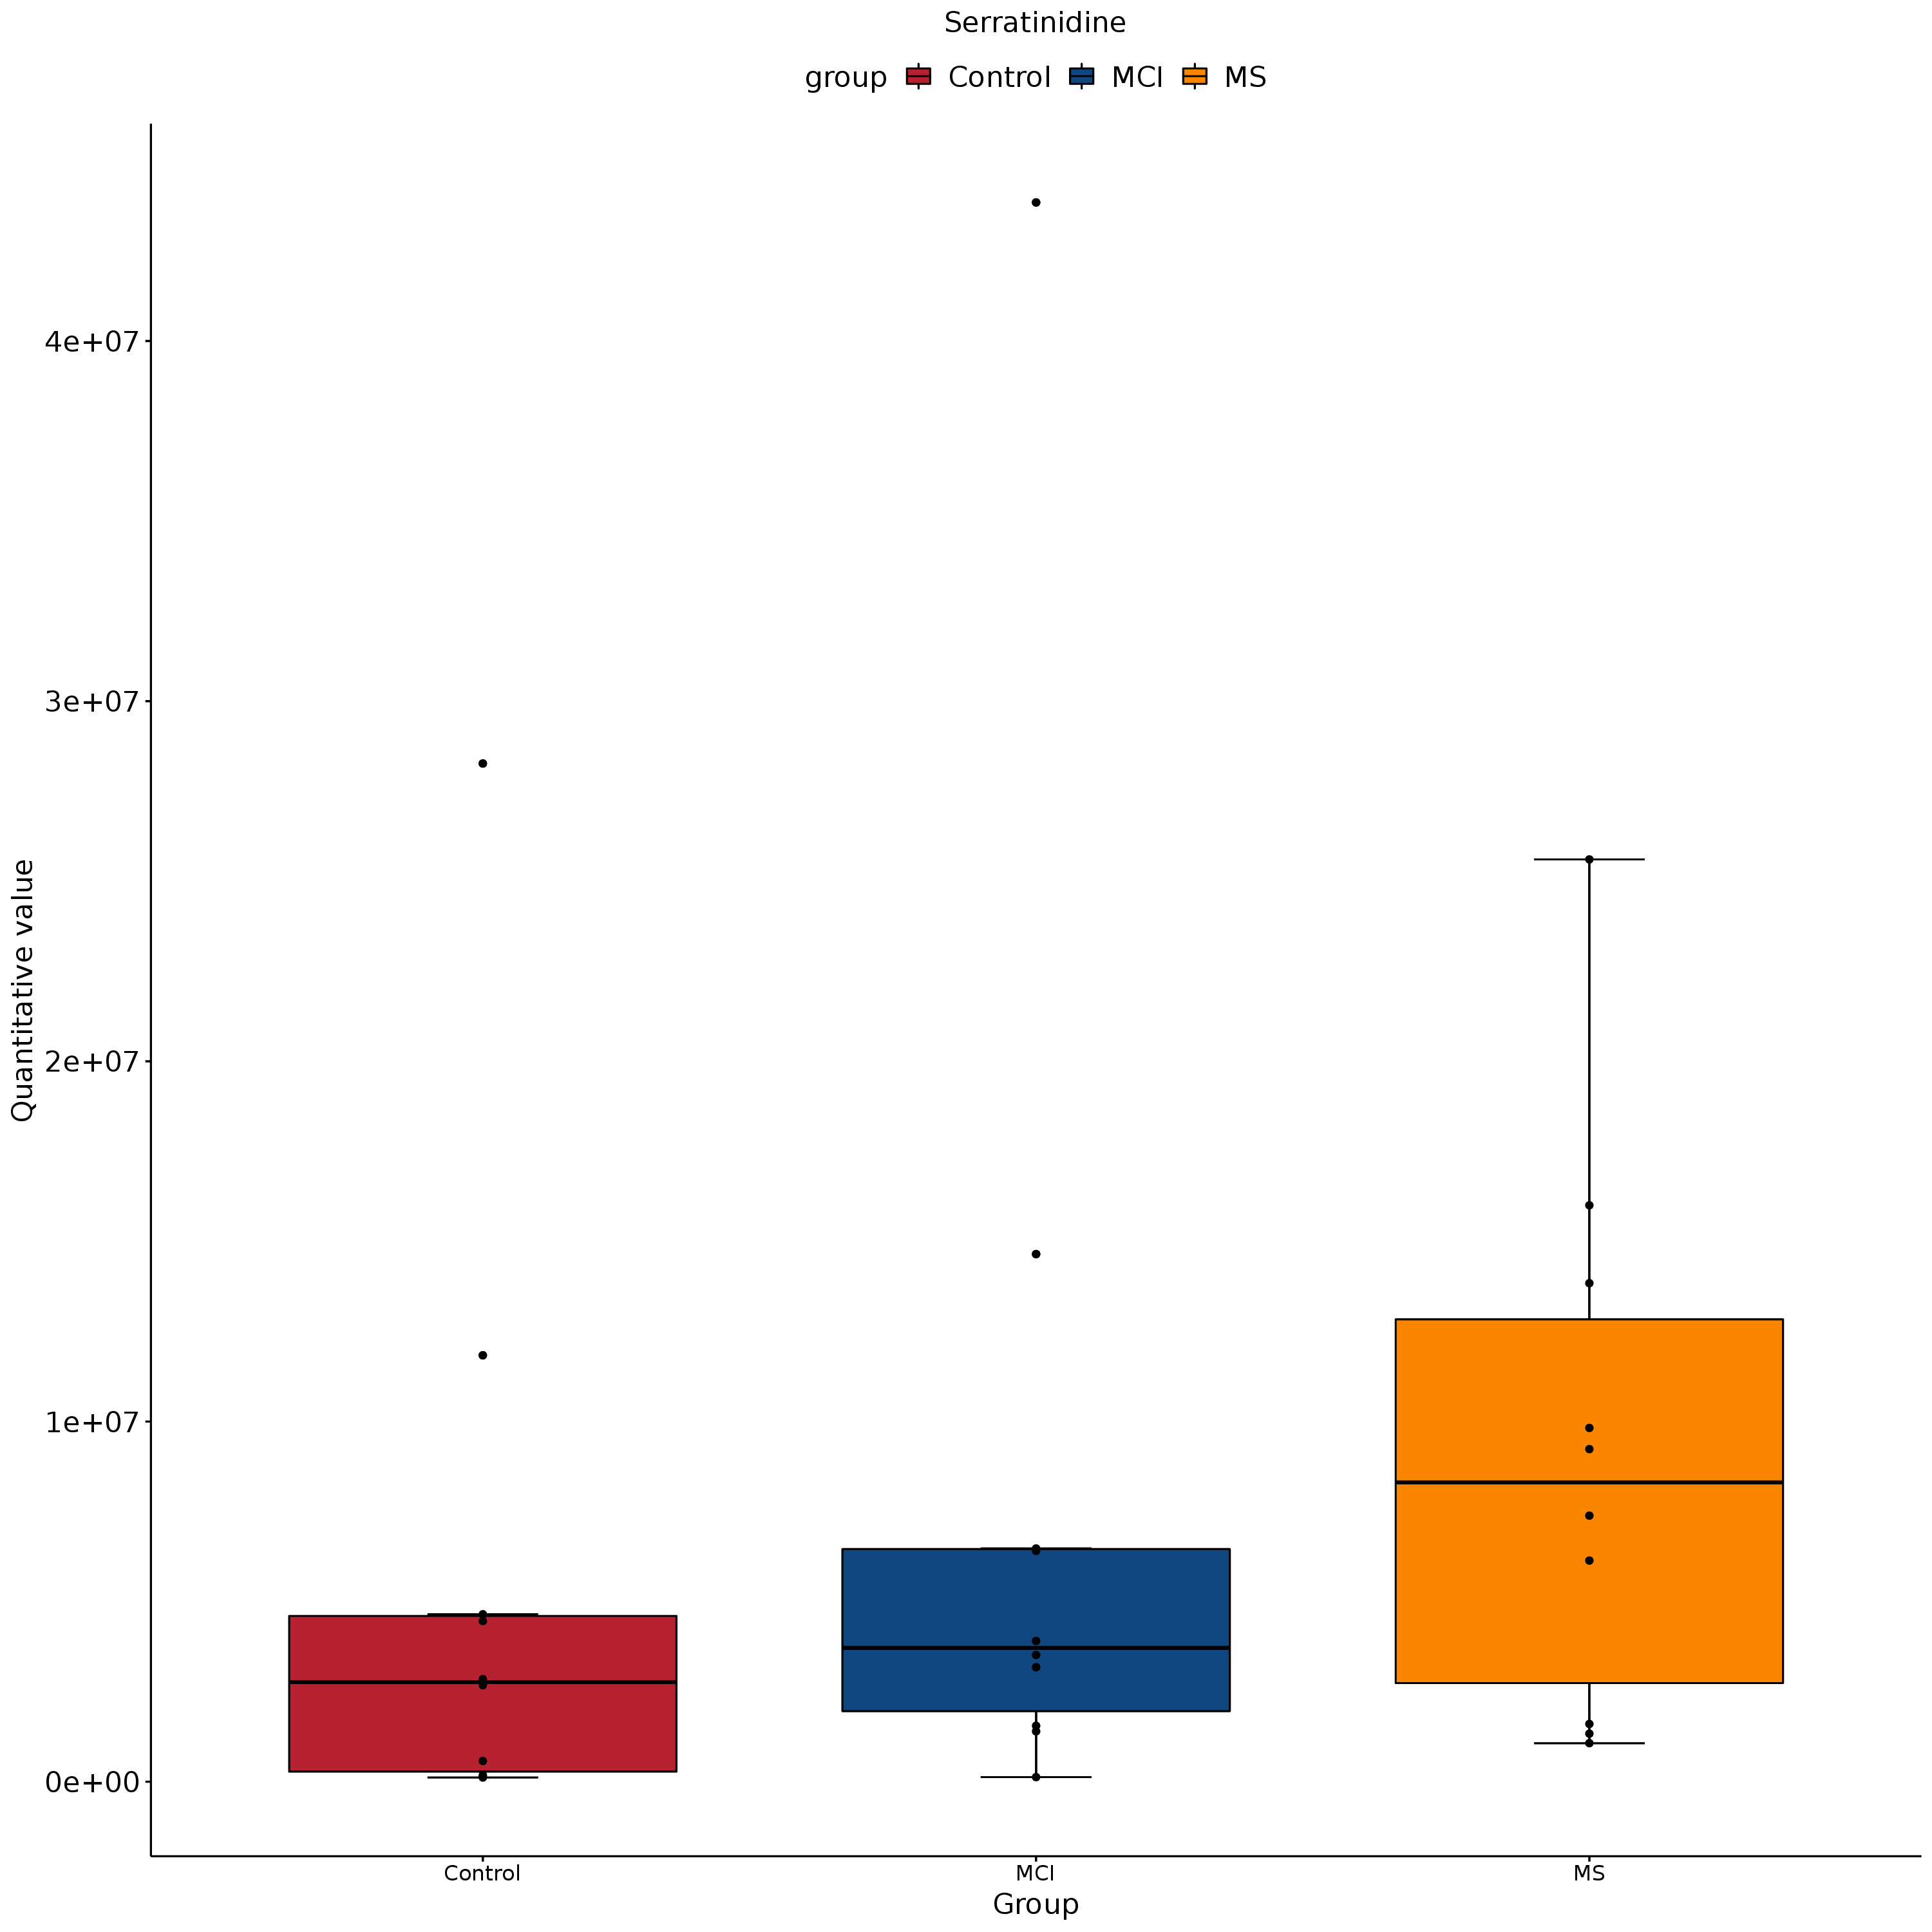 Serratinidine
group Control MCI MS
Quantitative value
4e+07
3e+07
2e+07
1e+07
0e+00
Control MCI MS
Group